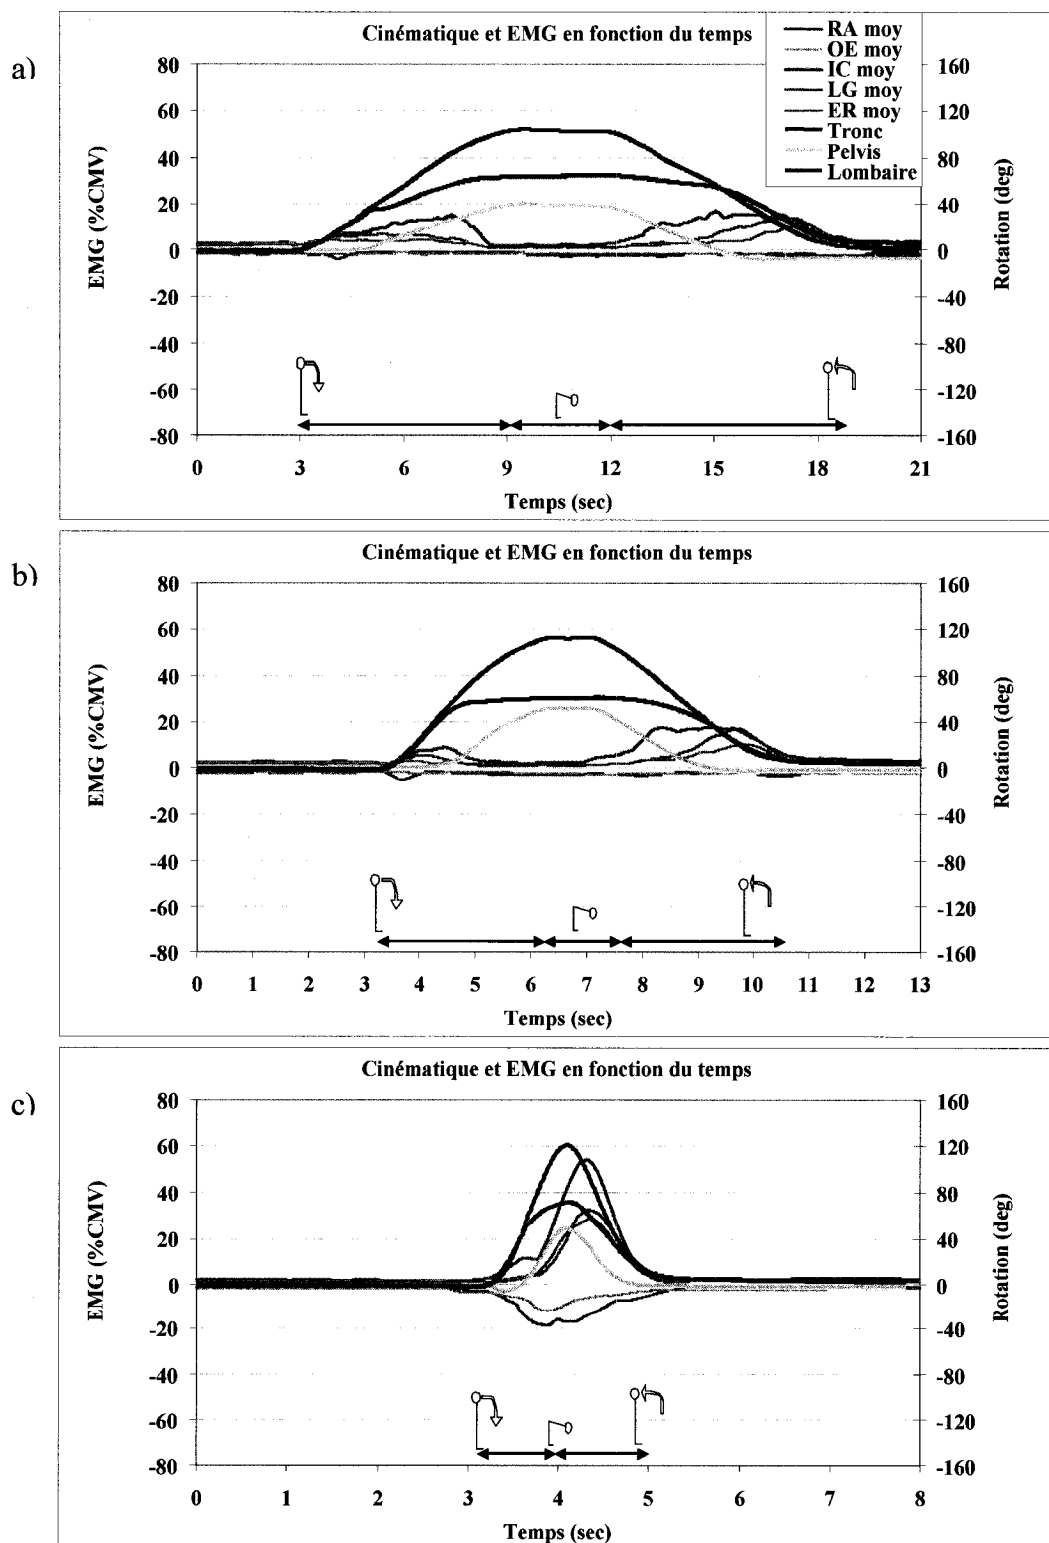 a)
Cinématique et EMG en fonction du temps
RA moy
OE moy
IC moy
LG moy
ER moy
Tronc
Pelvis
Lombaire
EMG (%CMV)
80
60
40
20
0
-20
-40
-60
-80
160
120
80
40
0
-40
-80
-120
-160
Rotation (deg)
0 3 6 9 12 15 18 21
Temps (sec)
b)
Cinématique et EMG en fonction du temps
EMG (%CMV)
80
60
40
20
0
-20
-40
-60
-80
160
120
80
40
0
-40
-80
-120
-160
Rotation (deg)
0 1 2 3 4 5 6 7 8 9 10 11 12 13
Temps (sec)
c)
Cinématique et EMG en fonction du temps
EMG (%CMV)
80
60
40
20
0
-20
-40
-60
-80
160
120
80
40
0
-40
-80
-120
-160
Rotation (deg)
0 1 2 3 4 5 6 7 8
Temps (sec)